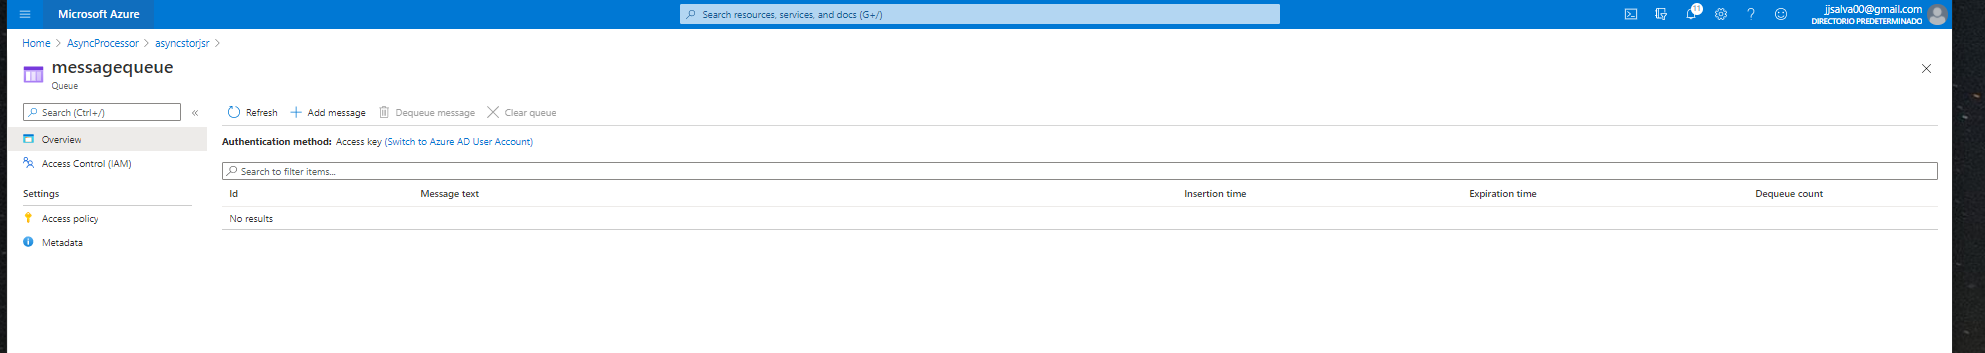 Microsoft Azure
Search resources, services, and docs (G+/)
11
jjsalva00@gmail.com
DIRECTORIO PREDETERMINADO
Home > AsyncProcessor > asyncstorjsr >
messagequeue
Queue
Search (Ctrl+/)
«
Overview
Access Control (IAM)
Settings
Access policy
Metadata
Refresh
Add message
Dequeue message
Clear queue
Authentication method: Access key (Switch to Azure AD User Account)
Search to filter items...
Id Message text Insertion time Expiration time Dequeue count
No results